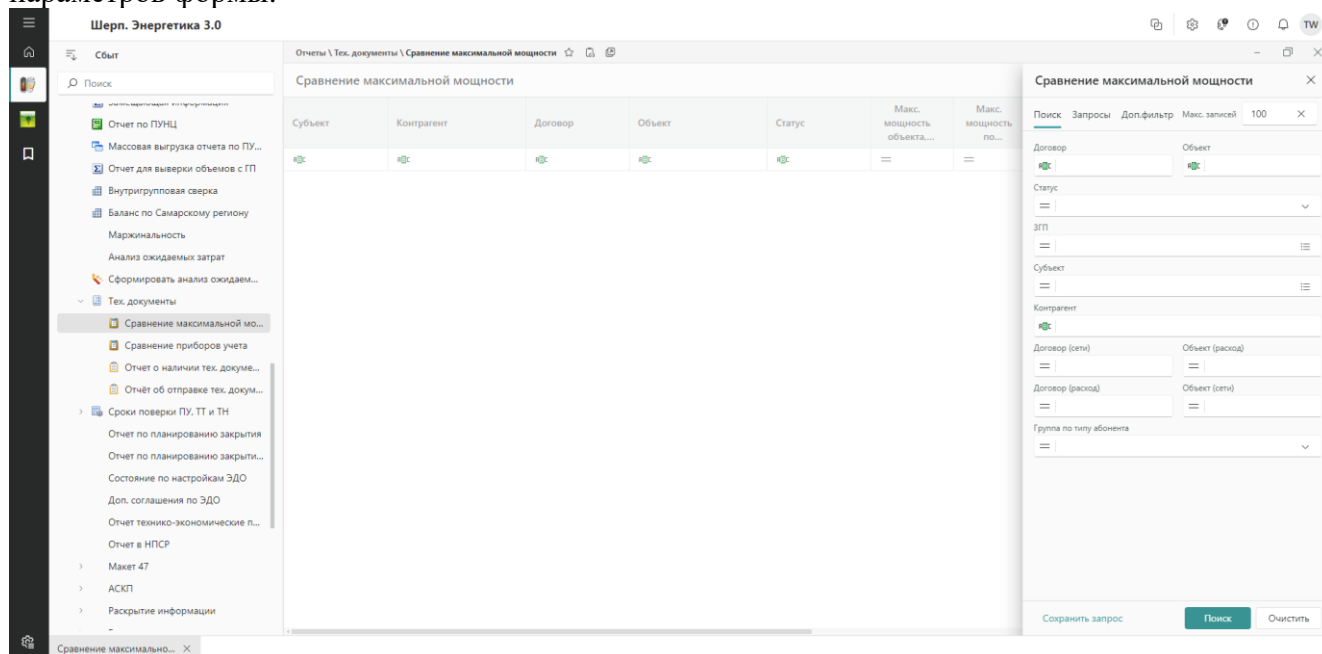 параметров формы.
Шерп. Энергетика 3.0
TW
Сбыт
Отчеты \ Тех. документы \ Сравнение максимальной мощности
Поиск
Сравнение максимальной мощности
Замещающая информация
Отчет по ПУНЦ
Массовая выгрузка отчета по ПУ...
Отчет для выверки объемов с ГП
Внутригрупповая сверка
Баланс по Самарскому региону
Маржинальность
Анализ ожидаемых затрат
Сформировать анализ ожидаем...
Тех. документы
Сравнение максимальной мо...
Сравнение приборов учета
Отчет о наличии тех. докуме...
Отчёт об отправке тех. докум...
Сроки поверки ПУ, ТТ и ТН
Отчет по планированию закрытия
Отчет по планированию закрыти...
Состояние по настройкам ЭДО
Доп. соглашения по ЭДО
Отчет технико-экономические п...
Отчет в НПСР
Макет 47
АСКП
Раскрытие информации
Субъект
Контрагент
Договор
Объект
Статус
Макс. мощность объекта,...
Макс. мощность по...
Сравнение максимальной мощности
Поиск Запросы Доп.фильтр Макс. записей 100
Договор Объект
Статус
ЗГП
Субъект
Контрагент
Договор (сети) Объект (расход)
Договор (расход) Объект (сети)
Группа по типу абонента
Сохранить запрос Поиск Очистить
Сравнение максимально...